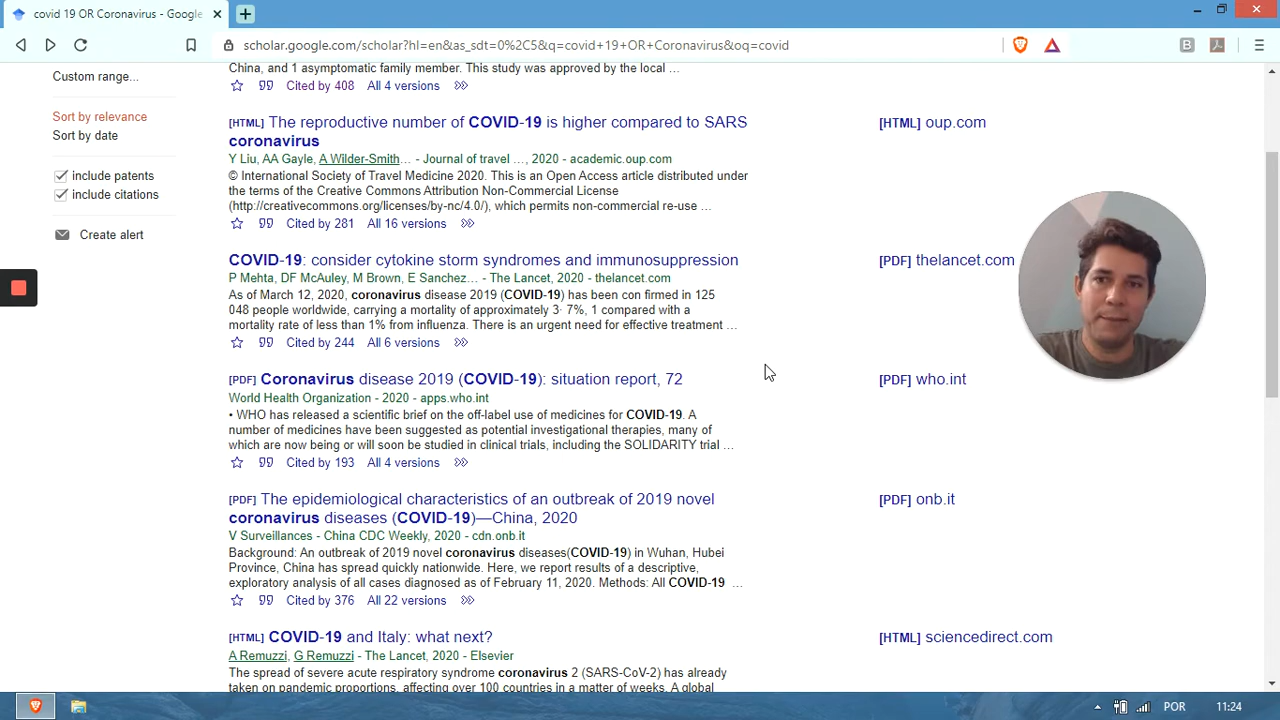 covid 19 OR Coronavirus - Google
scholar.google.com/scholar?hl=en&as_sdt=0%2C5&q=covid+19+OR+Coronavirus&oq=covid
Custom range...
Sort by relevance
Sort by date
include patents
include citations
Create alert
China, and 1 asymptomatic family member. This study was approved by the local ...
Cited by 408 All 4 versions
[HTML] The reproductive number of COVID-19 is higher compared to SARS
coronavirus
[HTML] oup.com
Y Liu, AA Gayle, A Wilder-Smith... - Journal of travel ..., 2020 - academic.oup.com
© International Society of Travel Medicine 2020. This is an Open Access article distributed under
the terms of the Creative Commons Attribution Non-Commercial License
(http://creativecommons.org/licenses/by-nc/4.0/), which permits non-commercial re-use ...
Cited by 281 All 16 versions
COVID-19: consider cytokine storm syndromes and immunosuppression
[PDF] thelancet.com
P Mehta, DF McAuley, M Brown, E Sanchez... - The Lancet, 2020 - thelancet.com
As of March 12, 2020, coronavirus disease 2019 (COVID-19) has been con firmed in 125
048 people worldwide, carrying a mortality of approximately 3· 7%, 1 compared with a
mortality rate of less than 1% from influenza. There is an urgent need for effective treatment ...
Cited by 244 All 6 versions
[PDF] Coronavirus disease 2019 (COVID-19): situation report, 72
[PDF] who.int
World Health Organization - 2020 - apps.who.int
• WHO has released a scientific brief on the off-label use of medicines for COVID-19. A
number of medicines have been suggested as potential investigational therapies, many of
which are now being or will soon be studied in clinical trials, including the SOLIDARITY trial ...
Cited by 193 All 4 versions
[PDF] The epidemiological characteristics of an outbreak of 2019 novel
coronavirus diseases (COVID-19)—China, 2020
[PDF] onb.it
V Surveillances - China CDC Weekly, 2020 - cdn.onb.it
Background: An outbreak of 2019 novel coronavirus diseases(COVID-19) in Wuhan, Hubei
Province, China has spread quickly nationwide. Here, we report results of a descriptive,
exploratory analysis of all cases diagnosed as of February 11, 2020. Methods: All COVID-19 ...
Cited by 376 All 22 versions
[HTML] COVID-19 and Italy: what next?
[HTML] sciencedirect.com
A Remuzzi, G Remuzzi - The Lancet, 2020 - Elsevier
The spread of severe acute respiratory syndrome coronavirus 2 (SARS-CoV-2) has already
taken on pandemic proportions, affecting over 100 countries in a matter of weeks. A global
POR 11:24